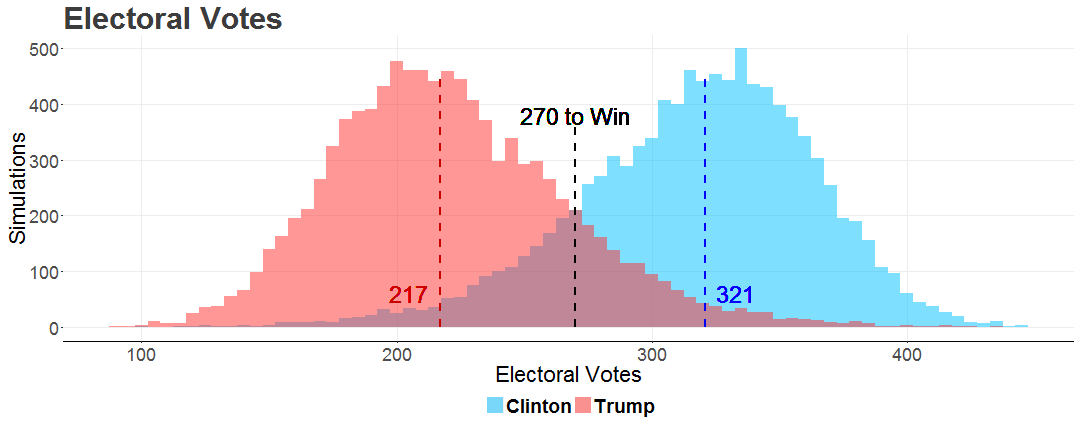 Electoral Votes
500
400
300
200
100
0
Simulations
270 to Win
217
321
100 200 300 400
Electoral Votes
Clinton Trump